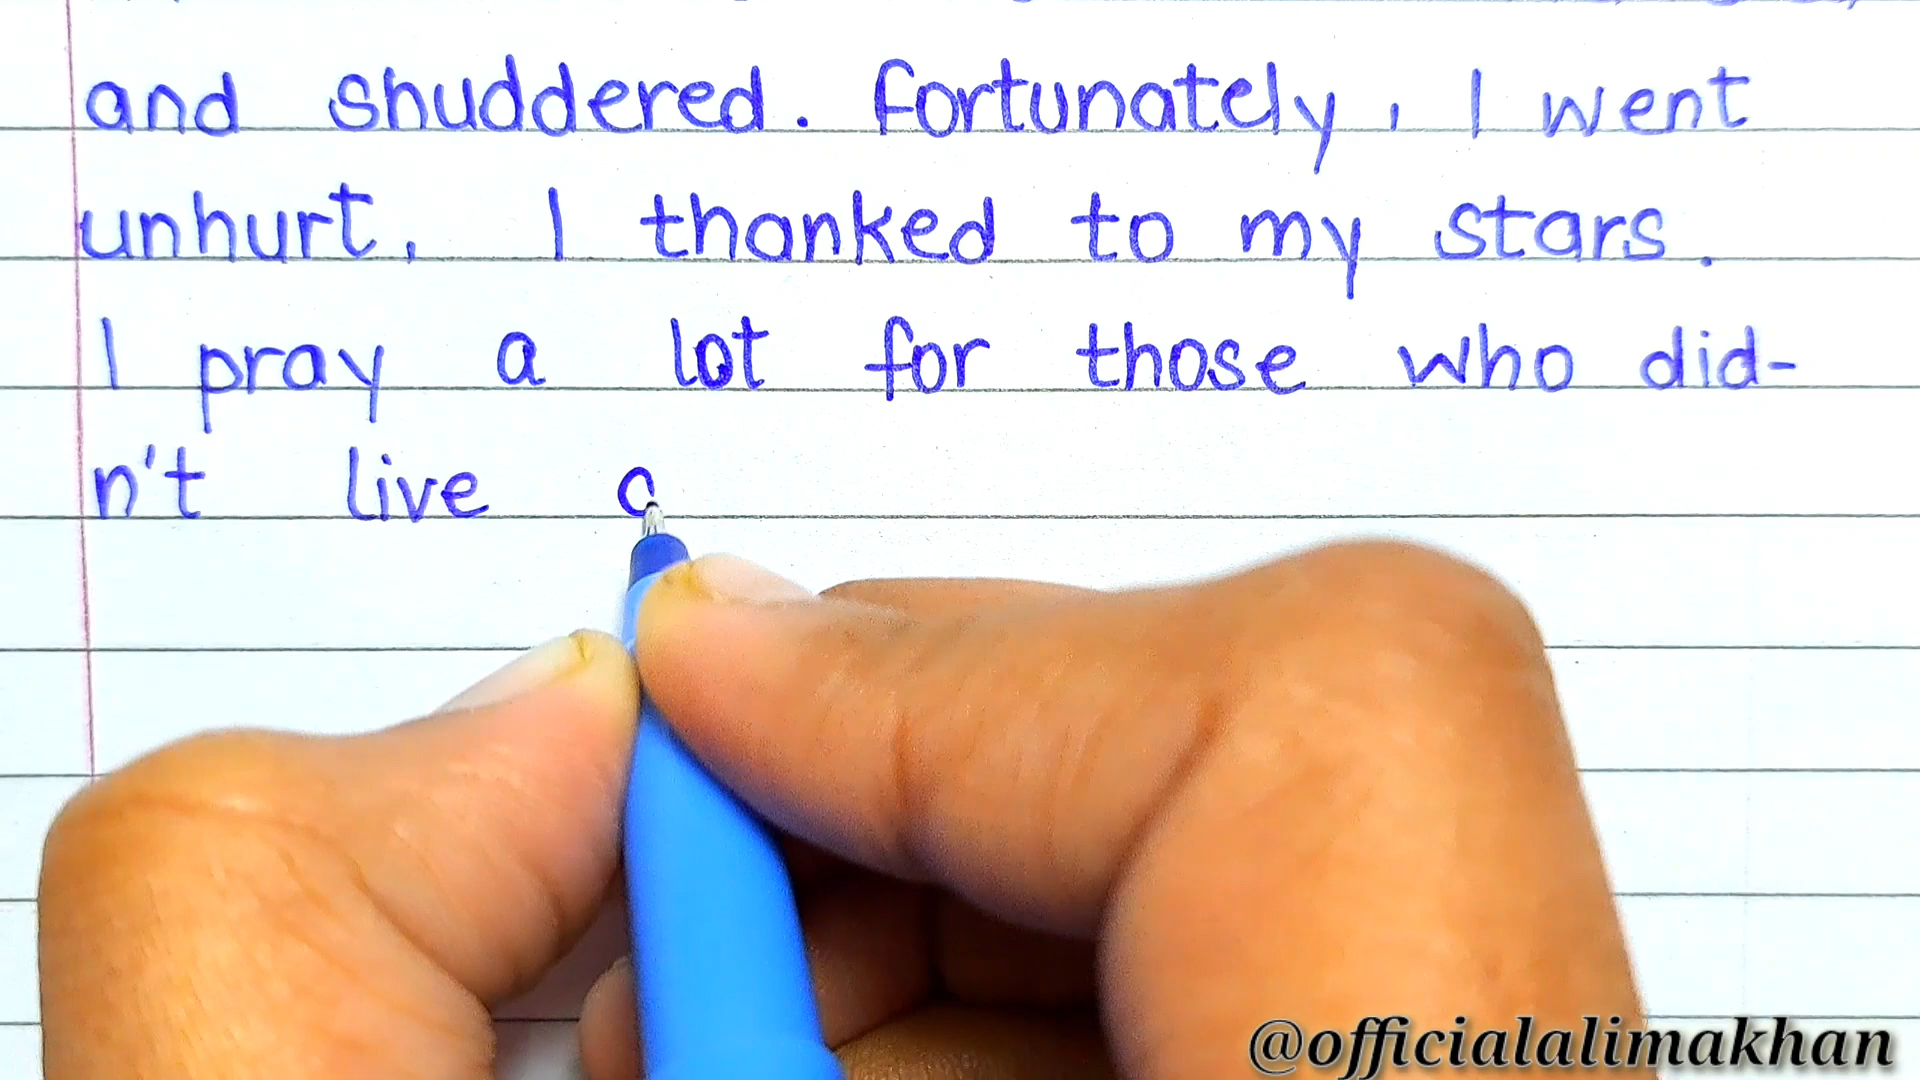 and shuddered. Fortunately, I went
unhurt. I thanked to my stars.
I pray a lot for those who did-
n't live
@officialalimakhan